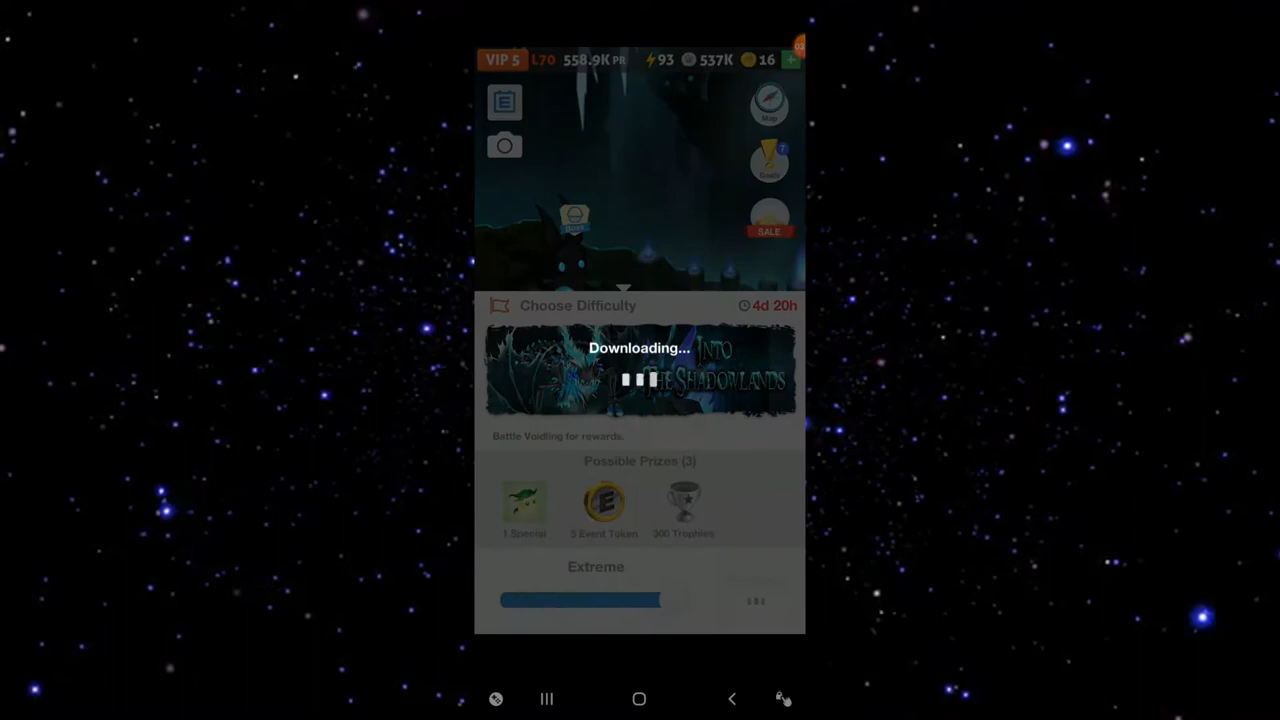 VIP 5 L70 558.9K PR 93 537K 16 +
Map
7
Goals
SALE
Choose Difficulty 4d 20h
Downloading...
INTO
THE SHADOWLANDS
Battle Voidling for rewards.
Possible Prizes (3)
1 Special 5 Event Token 300 Trophies
Extreme